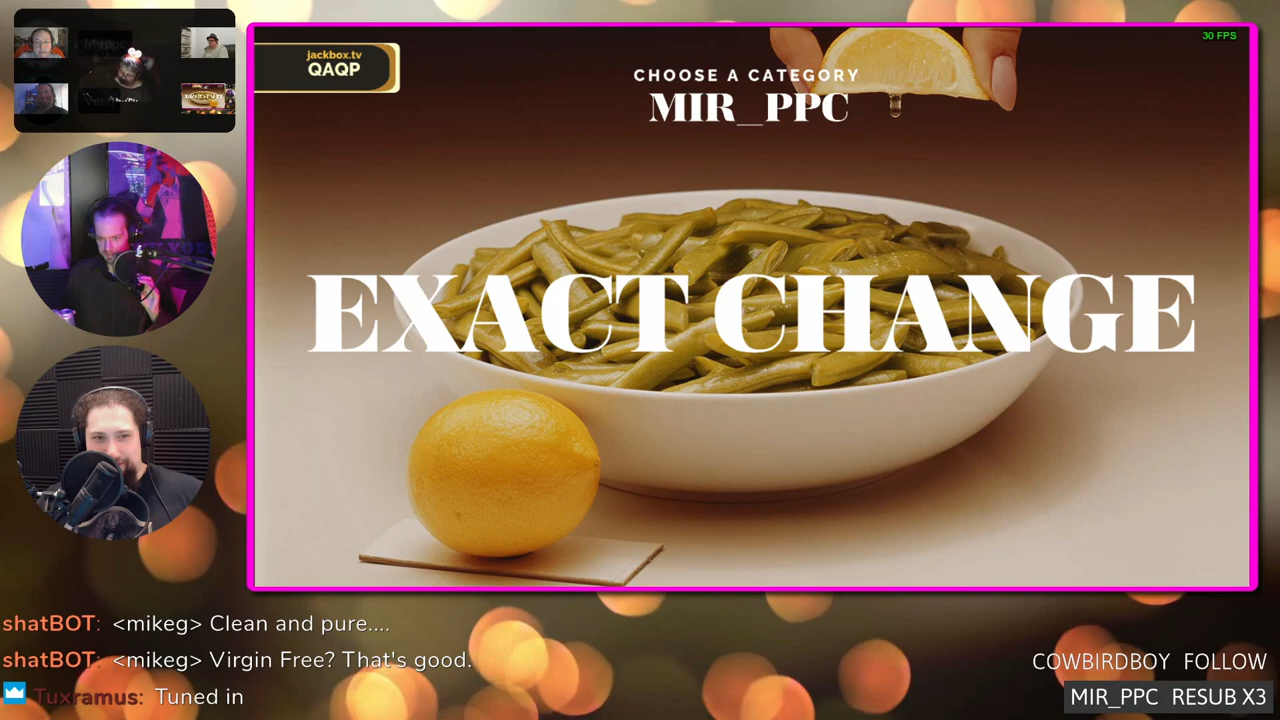 jackbox.tv
QAQP
30 FPS
CHOOSE A CATEGORY
MIR_PPC
EXACT CHANGE
shatBOT: <mikeg> Clean and pure....
shatBOT: <mikeg> Virgin Free? That's good.
Tuxramus: Tuned in
COWBIRDBOY FOLLOW
MIR_PPC RESUB X3